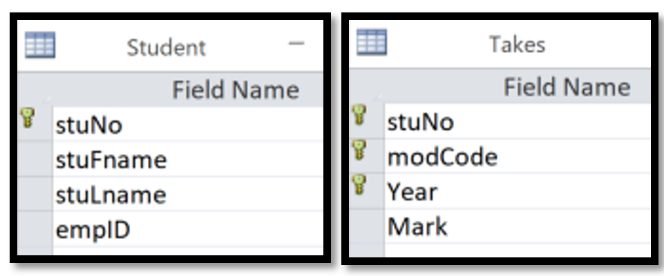 Student
Field Name
stuNo
stuFname
stuLname
empID
Takes
Field Name
stuNo
modCode
Year
Mark